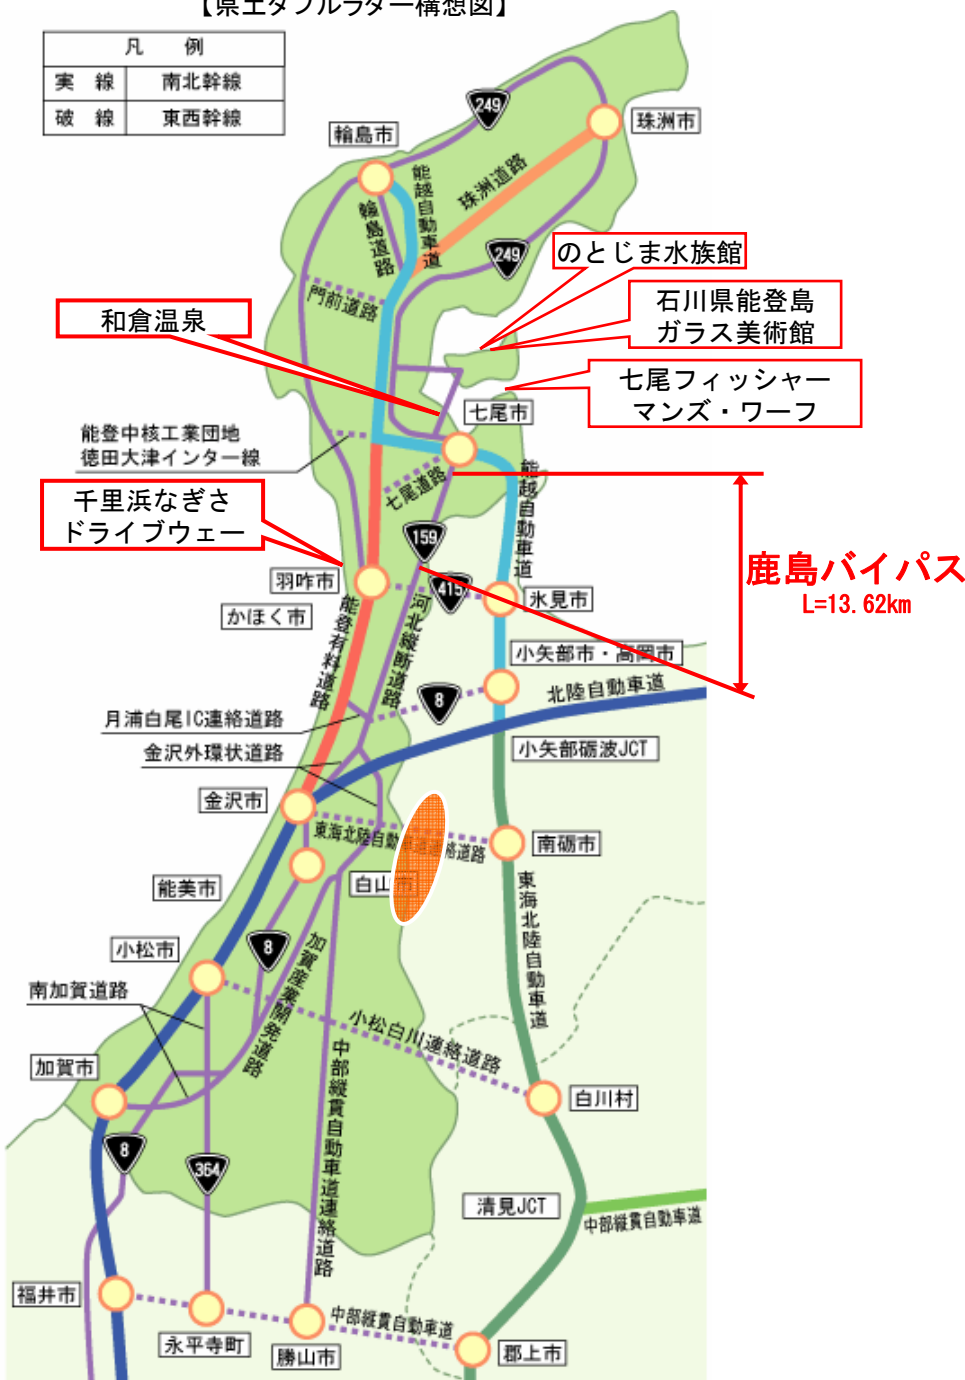 【県土ダブルラダー構想図】
凡 例
実 線 南北幹線
破 線 東西幹線
249
輪島市
珠洲市
能越自動車道
珠洲道路
輪島道路
249
のとじま水族館
門前道路
石川県能登島
ガラス美術館
和倉温泉
七尾フィッシャー
マンズ・ワーフ
七尾市
能登中核工業団地
徳田大津インター線
七尾道路
能越自動車道
千里浜なぎさ
ドライブウェー
159
鹿島バイパス
L=13.62km
羽咋市
415
氷見市
かほく市
能登有料道路
河北縦断道路
小矢部市・高岡市
北陸自動車道
8
月浦白尾IC連絡道路
小矢部砺波JCT
金沢外環状道路
金沢市
東海北陸自動車道連絡道路
南砺市
白山市
能美市
東海北陸自動車道
小松市
8
加賀産業開発道路
南加賀道路
小松白川連絡道路
加賀市
中部縦貫自動車道連絡道路
白川村
8
364
清見JCT
中部縦貫自動車道
福井市
永平寺町
勝山市
中部縦貫自動車道
郡上市